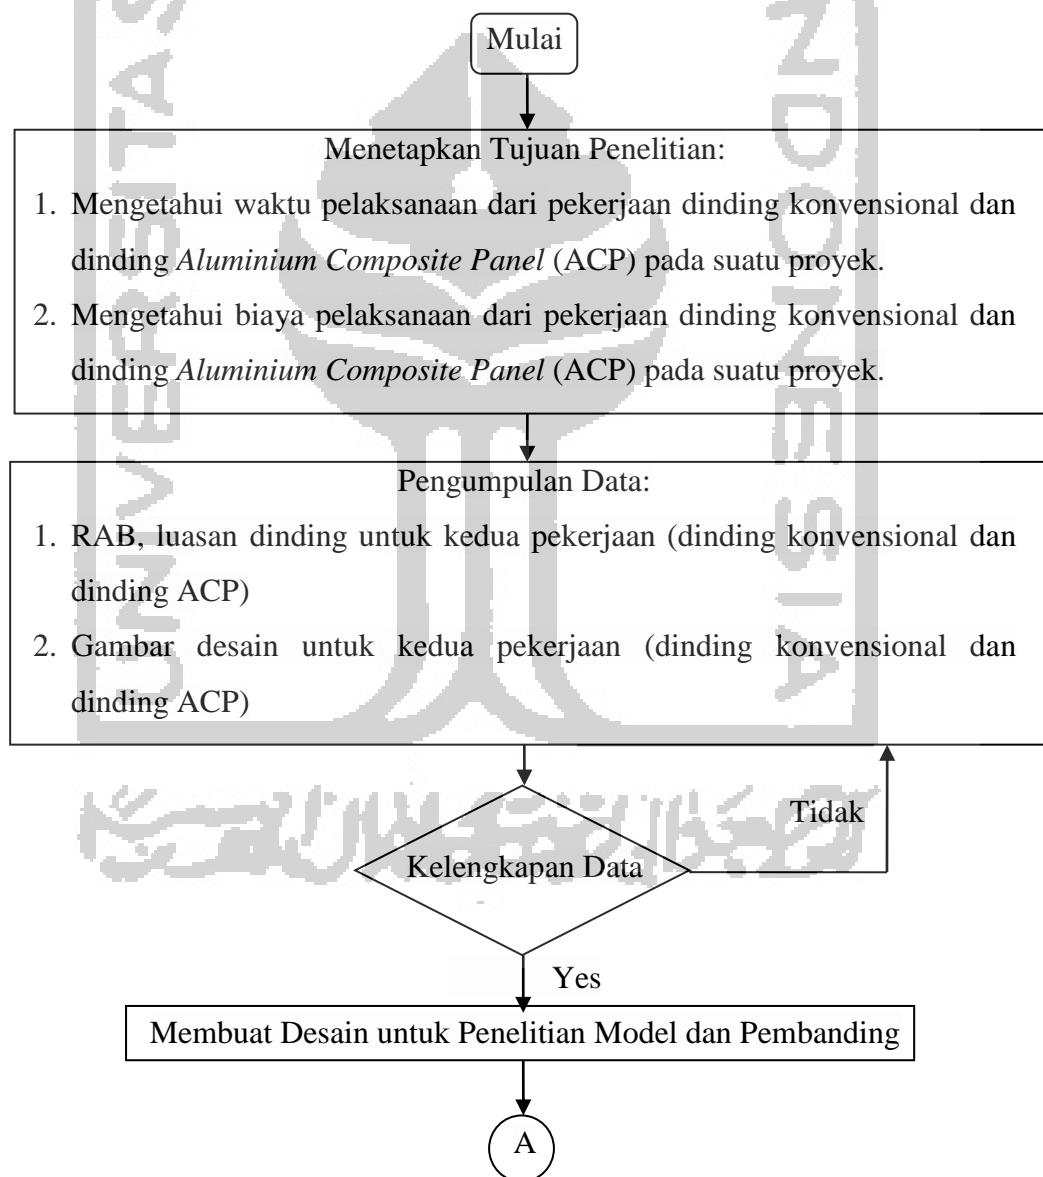 Mulai
Menetapkan Tujuan Penelitian:
1. Mengetahui waktu pelaksanaan dari pekerjaan dinding konvensional dan
dinding Aluminium Composite Panel (ACP) pada suatu proyek.
2. Mengetahui biaya pelaksanaan dari pekerjaan dinding konvensional dan
dinding Aluminium Composite Panel (ACP) pada suatu proyek.
Pengumpulan Data:
1. RAB, luasan dinding untuk kedua pekerjaan (dinding konvensional dan
dinding ACP)
2. Gambar desain untuk kedua pekerjaan (dinding konvensional dan
dinding ACP)
Tidak
Kelengkapan Data
Yes
Membuat Desain untuk Penelitian Model dan Pembanding
A
UNIVERSITAS
INDONESIA